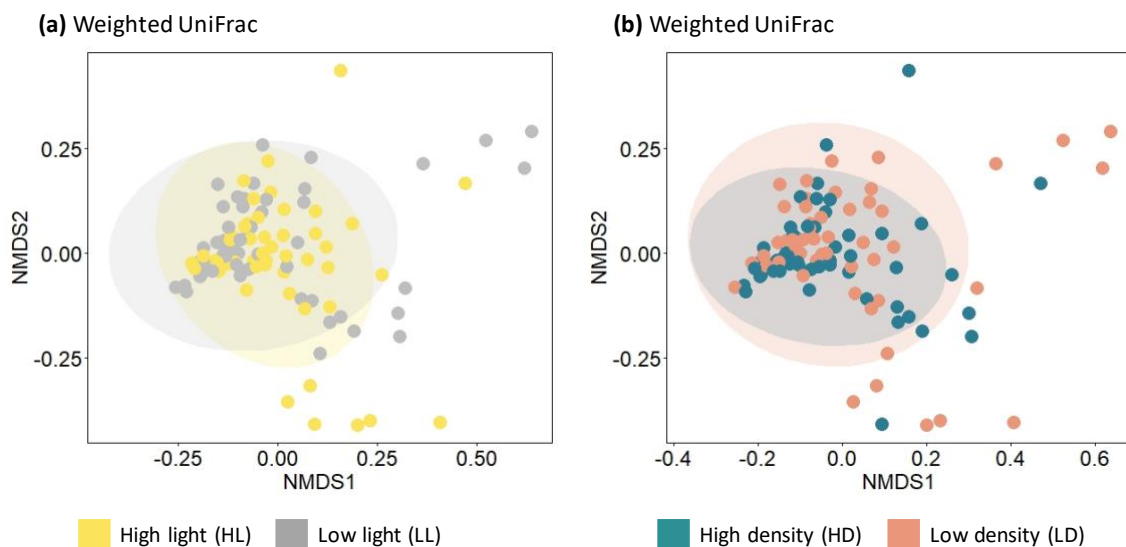 (a) Weighted UniFrac
NMDS2
0.25
0.00
-0.25
-0.25 0.00 0.25 0.50
NMDS1
High light (HL) Low light (LL)
(b) Weighted UniFrac
NMDS2
0.25
0.00
-0.25
-0.4 -0.2 0.0 0.2 0.4 0.6
NMDS1
High density (HD) Low density (LD)